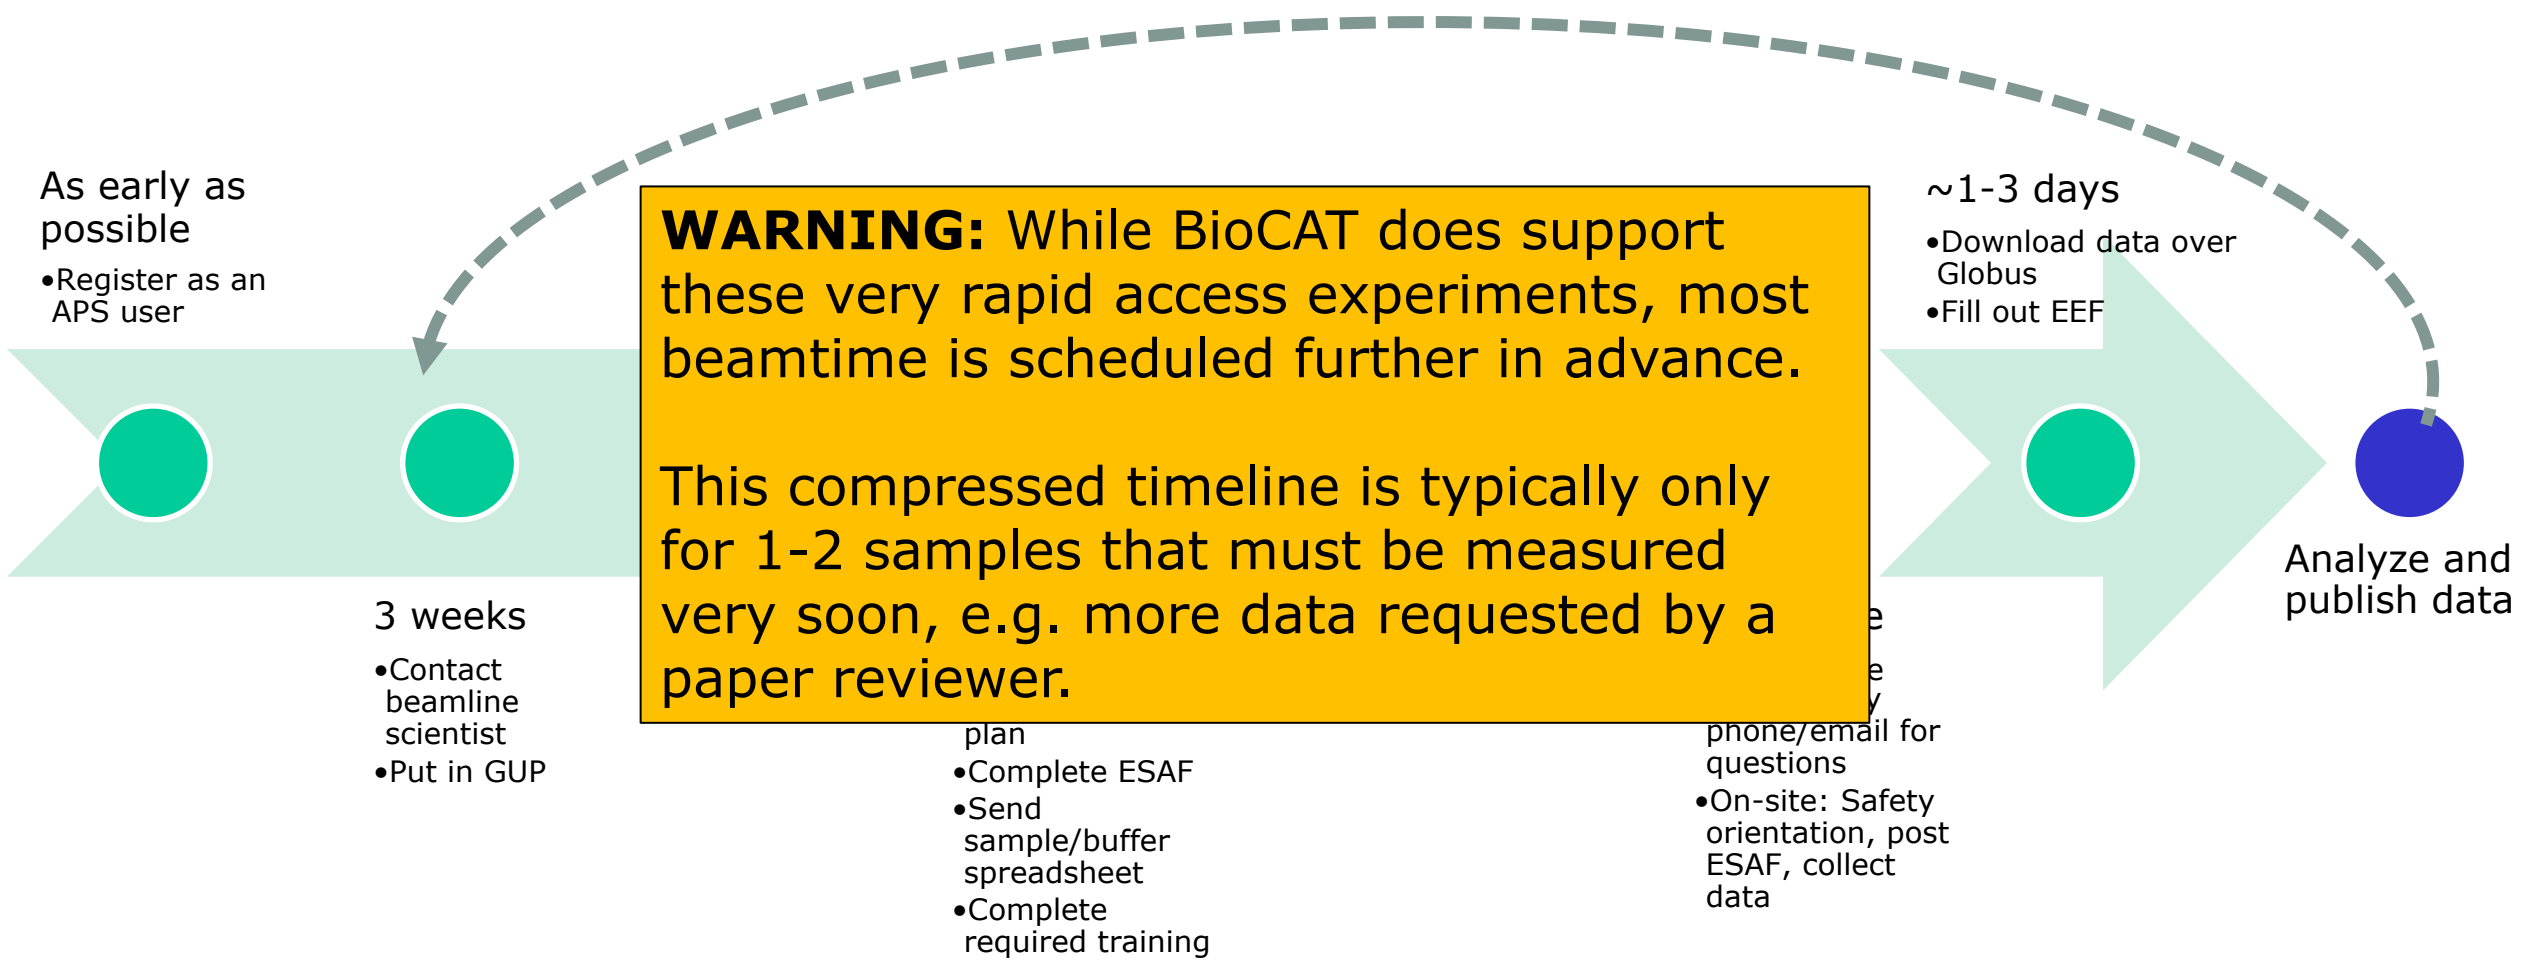 As early as
possible
•Register as an
APS user
3 weeks
•Contact
beamline
scientist
•Put in GUP
WARNING: While BioCAT does support
these very rapid access experiments, most
beamtime is scheduled further in advance.
This compressed timeline is typically only
for 1-2 samples that must be measured
very soon, e.g. more data requested by a
paper reviewer.
plan
•Complete ESAF
•Send
sample/buffer
spreadsheet
•Complete
required training
phone/email for
questions
•On-site: Safety
orientation, post
ESAF, collect
data
~1-3 days
•Download data over
Globus
•Fill out EEF
Analyze and
publish data